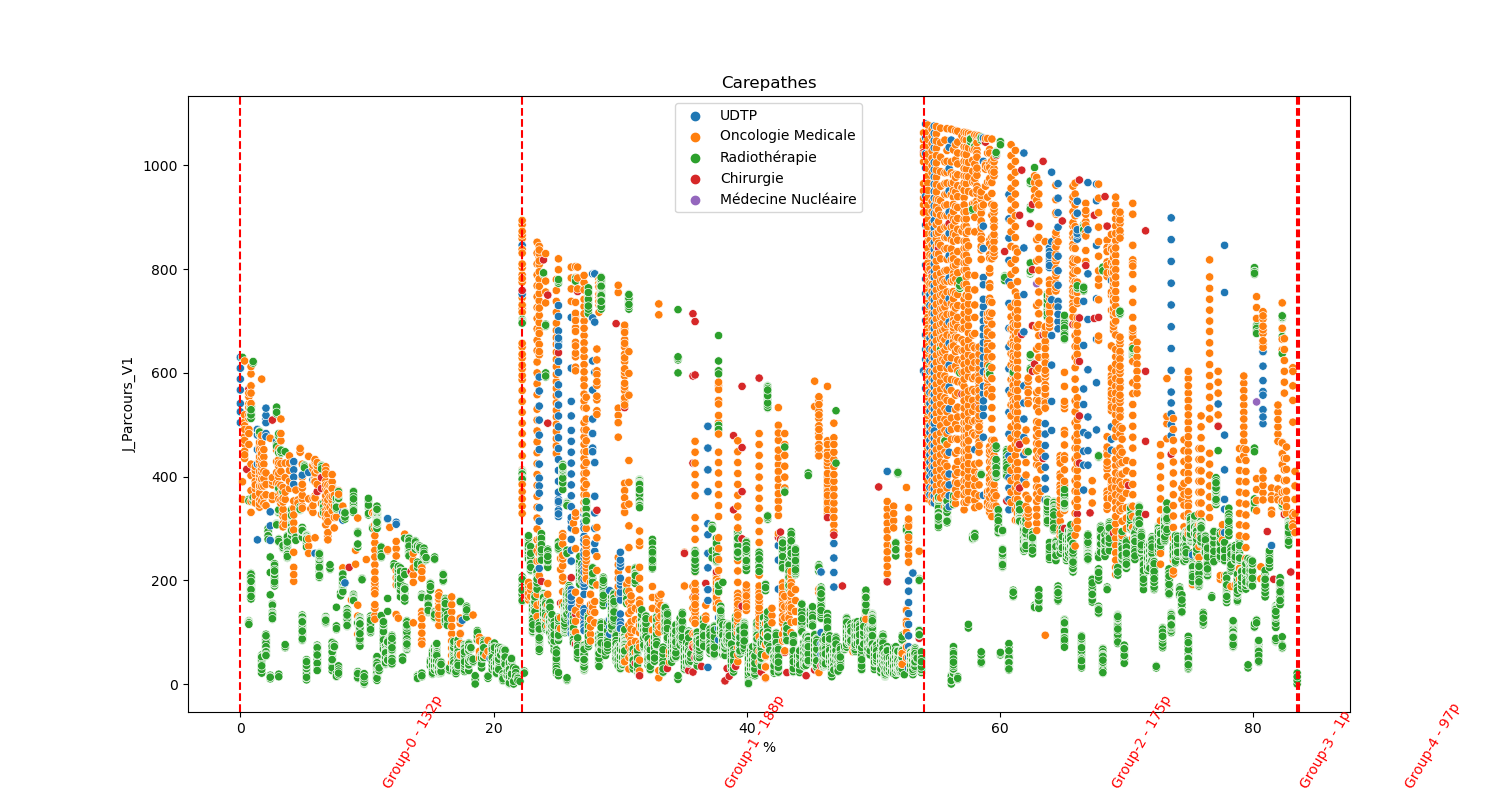 Carepathes
UDTP
Oncologie Medicale
Radiothérapie
Chirurgie
Médecine Nucléaire
J_Parcours_V1
1000
800
600
400
200
0
0
20
40
60
80
%
Group-0 - 132p
Group-1 - 188p
Group-2 - 175p
Group-3 - 1p
Group-4 - 97p